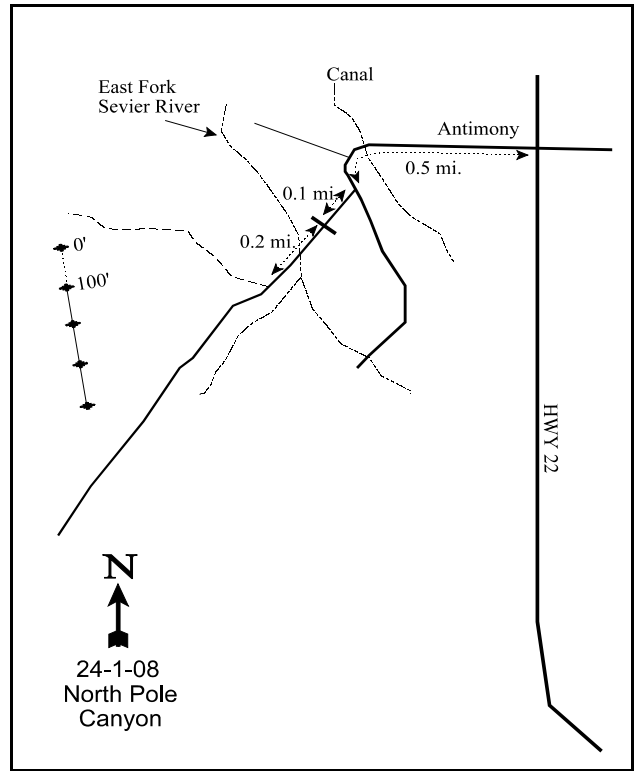 Canal
East Fork
Sevier River
Antimony
0.5 mi.
0.1 mi.
0.2 mi.
0'
100'
HWY 22
N
24-1-08
North Pole
Canyon